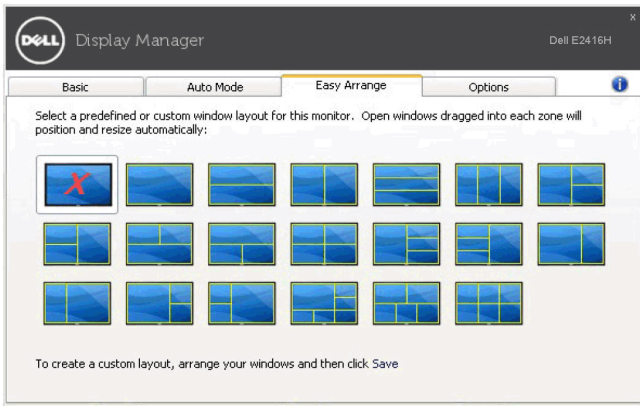 DELL Display Manager
x
Dell E2416H
Basic
Auto Mode
Easy Arrange
Options
i
Select a predefined or custom window layout for this monitor. Open windows dragged into each zone will
position and resize automatically:
X
To create a custom layout, arrange your windows and then click Save